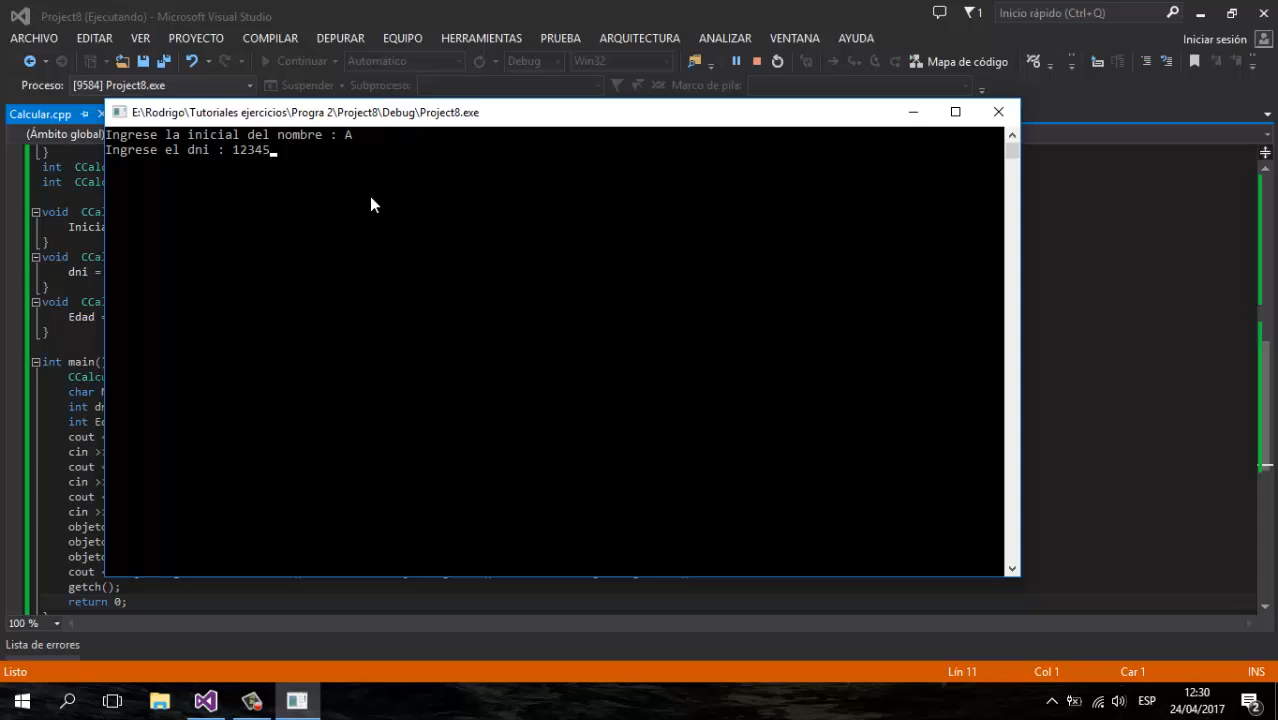 Project8 (Ejecutando) - Microsoft Visual Studio
1
Inicio rápido (Ctrl+Q)
ARCHIVO EDITAR VER PROYECTO COMPILAR DEPURAR EQUIPO HERRAMIENTAS PRUEBA ARQUITECTURA ANALIZAR VENTANA AYUDA
Iniciar sesión
Continuar Automático Debug Win32 Mapa de código
Proceso: [9584] Project8.exe Suspender Subproceso: Marco de pila:
Calcular.cpp
E:\Rodrigo\Tutoriales ejercicios\Progra 2\Project8\Debug\Project8.exe
(Ámbito global)
Ingrese la inicial del nombre : A
Ingrese el dni : 12345_
}
int CCal
int CCal
void CCal
Inicia
}
void CCal
dni =
}
void CCal
Edad =
}
int main()
CCalcu
char N
int dn
int Ed
cout <
cin >>
cout <
cin >>
cout <
cin >>
objeto
objeto
objeto
cout <
getch();
return 0;
100 %
Lista de errores
Listo Lín 11 Col 1 Car 1 INS
ESP
12:30
24/04/2017
2